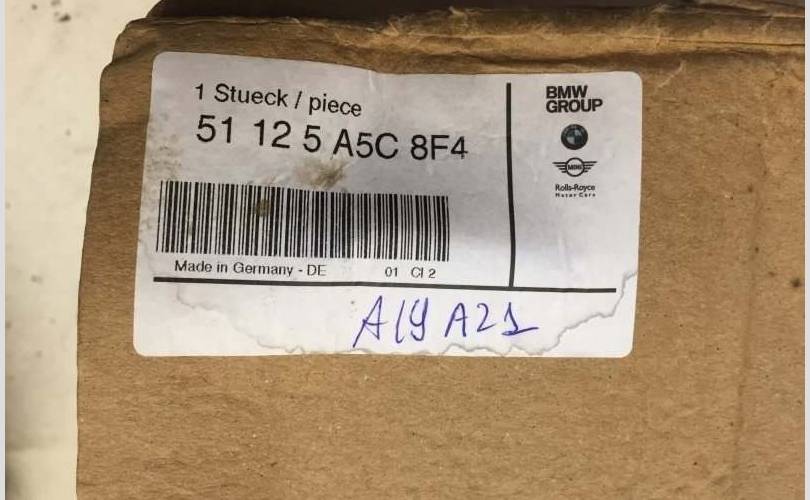 1 Stueck / piece
51 12 5 A5C 8F4
Made in Germany - DE 01 CI 2
A19 A21
BMW
GROUP
MINI
Rolls-Royce
Motor Cars